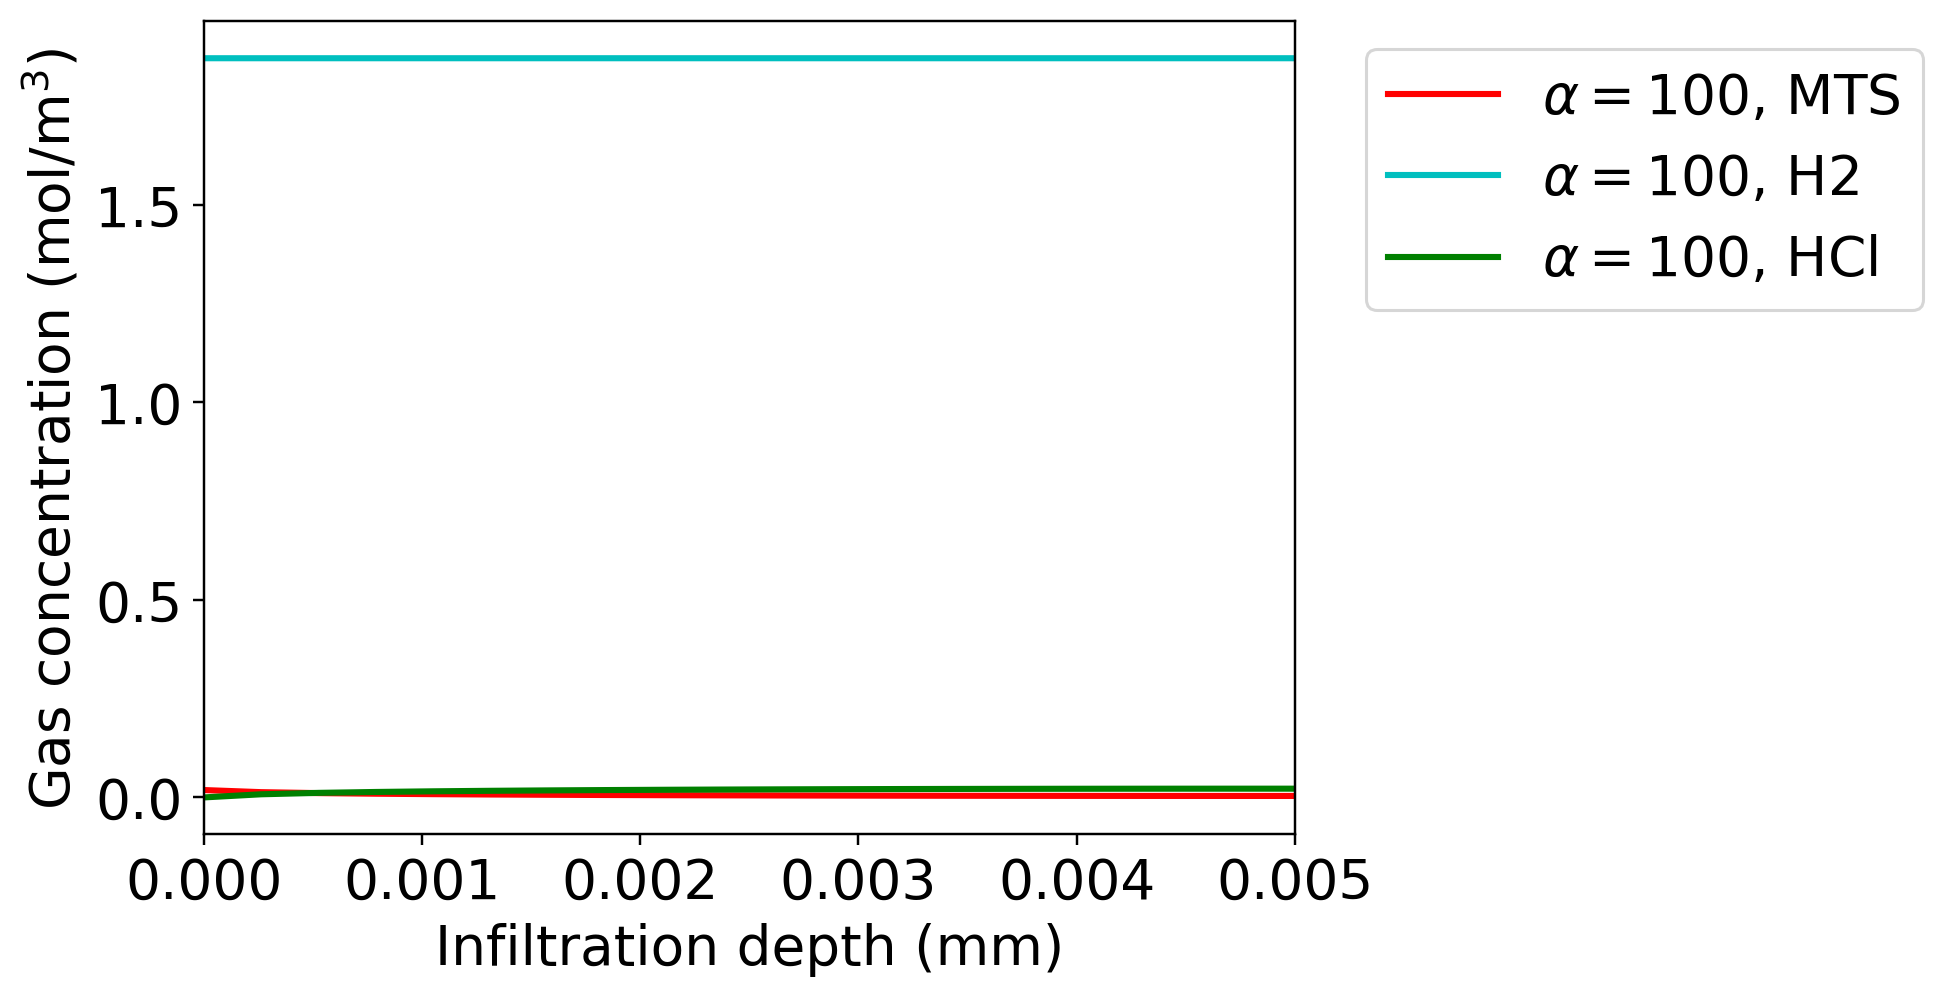 Gas concentration (mol/m³)
1.5
1.0
0.5
0.0
0.000 0.001 0.002 0.003 0.004 0.005
Infiltration depth (mm)
α = 100, MTS
α = 100, H2
α = 100, HCl